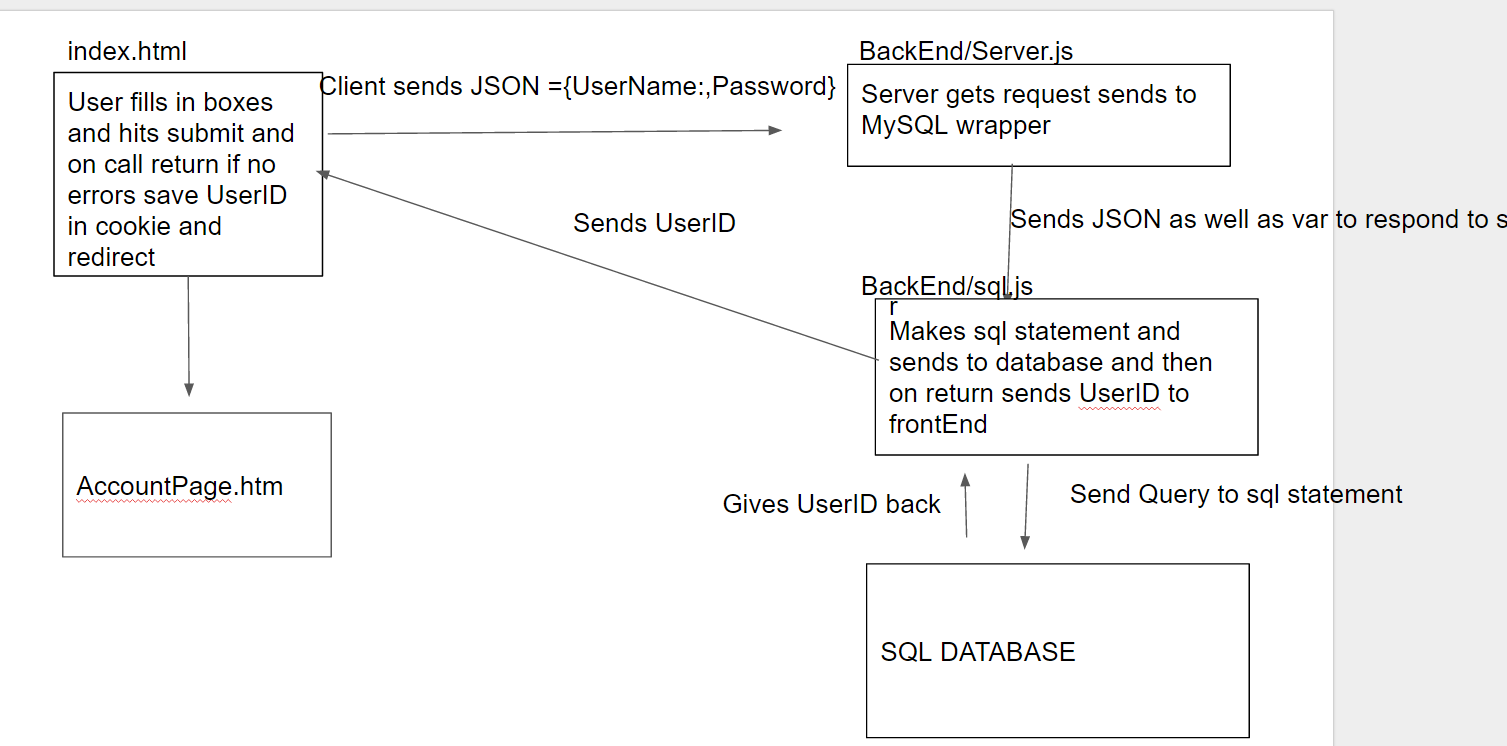 index.html
User fills in boxes
and hits submit and
on call return if no
errors save UserID
in cookie and
redirect
Client sends JSON ={UserName:,Password}
BackEnd/Server.js
Server gets request sends to
MySQL wrapper
Sends UserID
Sends JSON as well as var to respond to s
BackEnd/sql.js
r
Makes sql statement and
sends to database and then
on return sends UserID to
frontEnd
AccountPage.htm
Gives UserID back
Send Query to sql statement
SQL DATABASE